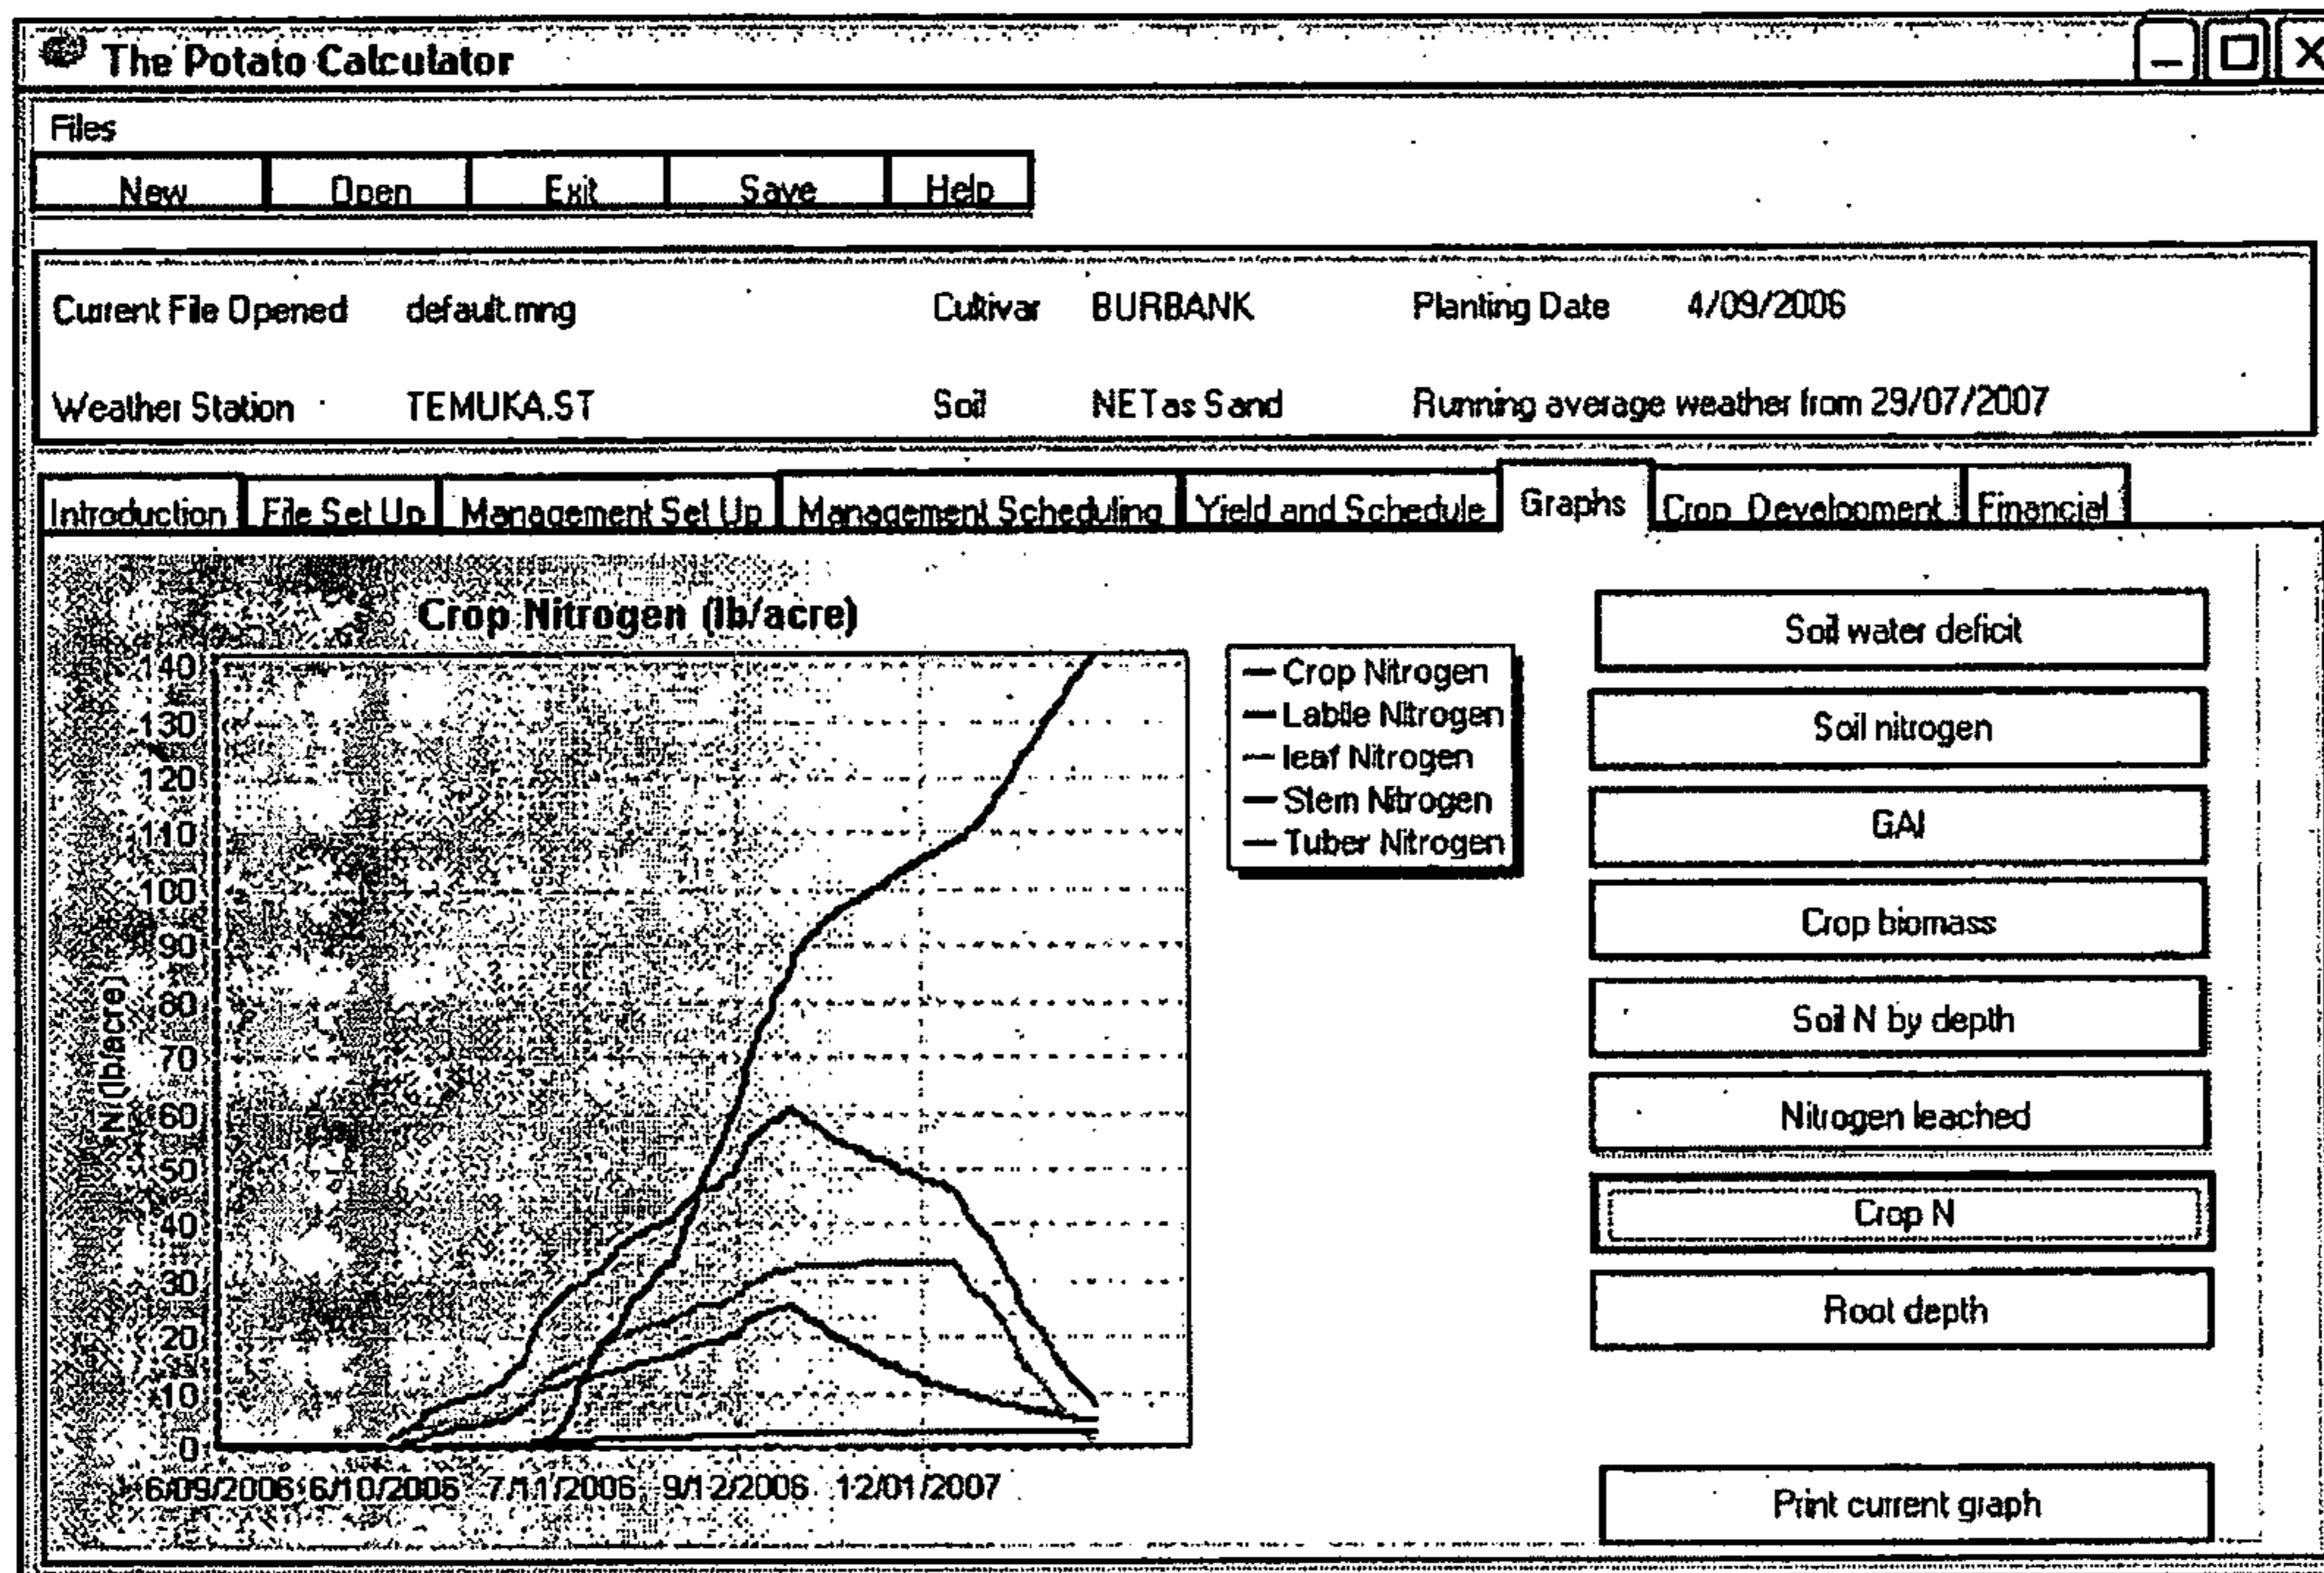 The Potato Calculator
Files
New Open Exit Save Help
Current File Opened default.mng Cultivar BURBANK Planting Date 4/09/2006
Weather Station TEMUKA.ST Soil NETas Sand Running average weather from 29/07/2007
Introduction File Set Up Management Set Up Management Scheduling Yield and Schedule Graphs Crop Development Financial
Crop Nitrogen (lb/acre)
140
130
120
110
100
90
80
70
60
50
40
30
20
10
0
N (lb/acre)
6/09/2006 6/10/2006 7/11/2006 9/12/2006 12/01/2007
Crop Nitrogen
Labile Nitrogen
leaf Nitrogen
Stem Nitrogen
Tuber Nitrogen
Soil water deficit
Soil nitrogen
GAI
Crop biomass
Soil N by depth
Nitrogen leached
Crop N
Root depth
Print current graph